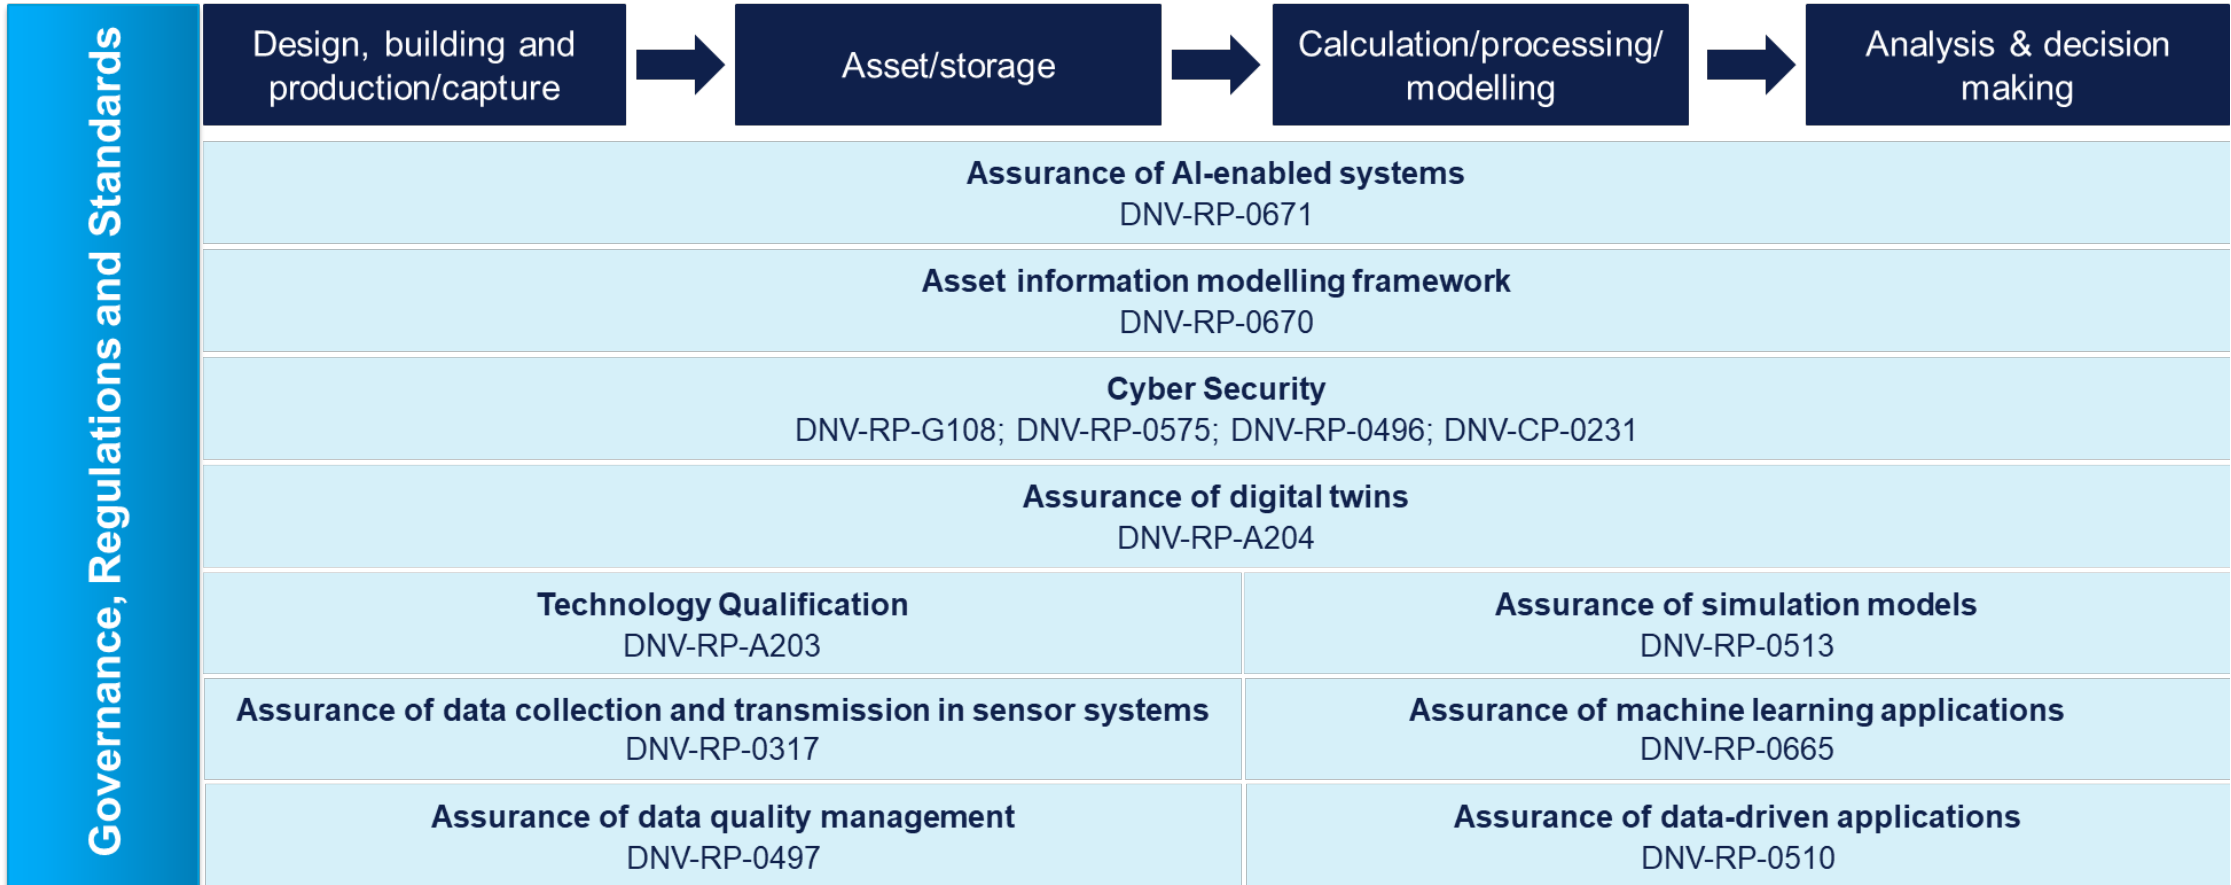 Governance, Regulations and Standards
Design, building and
production/capture
Asset/storage
Calculation/processing/
modelling
Analysis & decision
making
Assurance of AI-enabled systems
DNV-RP-0671
Asset information modelling framework
DNV-RP-0670
Cyber Security
DNV-RP-G108; DNV-RP-0575; DNV-RP-0496; DNV-CP-0231
Assurance of digital twins
DNV-RP-A204
Technology Qualification
DNV-RP-A203
Assurance of simulation models
DNV-RP-0513
Assurance of data collection and transmission in sensor systems
DNV-RP-0317
Assurance of machine learning applications
DNV-RP-0665
Assurance of data quality management
DNV-RP-0497
Assurance of data-driven applications
DNV-RP-0510